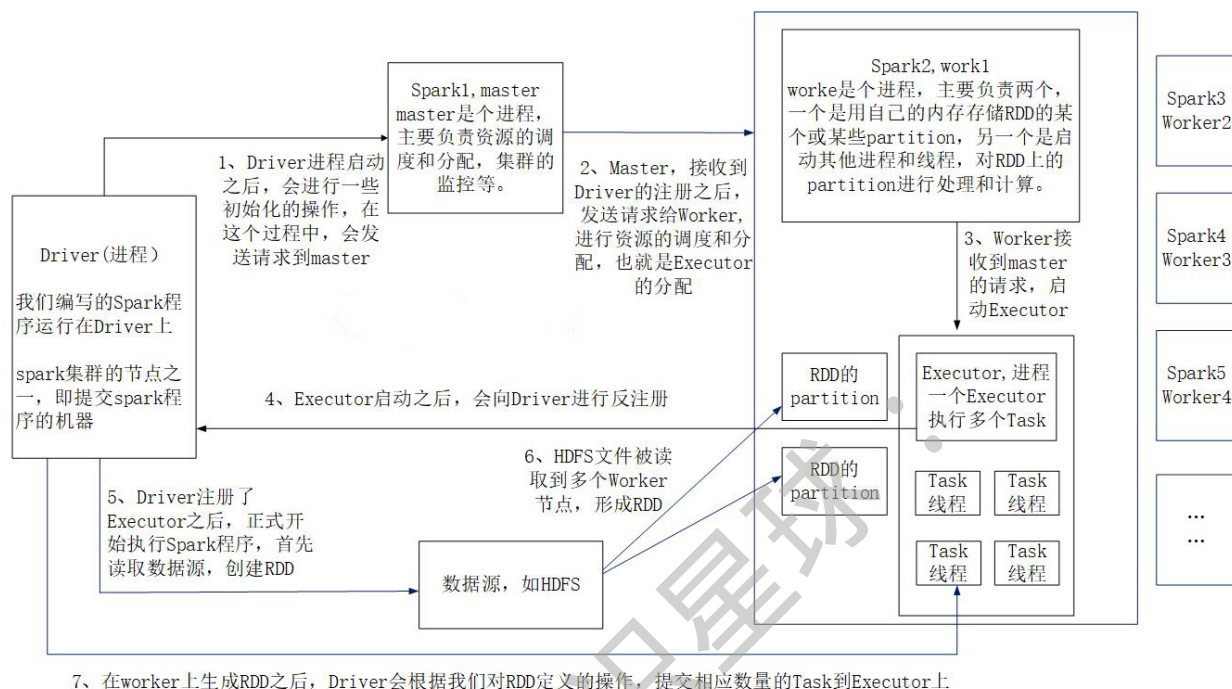 Spark1,master
master是个进程,
主要负责资源的调
度和分配，集群的
监控等。
Spark2,work1
worke是个进程，主要负责两个，
一个是用自己的内存存储RDD的某
个或某些partition，另一个是启
动其他进程和线程，对RDD上的
partition进行处理和计算。
Spark3
Worker2
1、Driver进程启动
之后，会进行一些
初始化的操作，在
这个过程中，会发
送请求到master
2、Master，接收到
Driver的注册之后，
发送请求给Worker,
进行资源的调度和分
配，也就是Executor
的分配
Driver(进程)
我们编写的Spark程
序运行在Driver上
spark集群的节点之
一，即提交spark程
序的机器
3、Worker接
收到master
的请求，启
动Executor
Spark4
Worker3
4、Executor启动之后，会向Driver进行反注册
RDD的
partition
Executor,进程
一个Executor
执行多个Task
Spark5
Worker4
5、Driver注册了
Executor之后，正式开
始执行Spark程序，首先
读取数据源，创建RDD
6、HDFS文件被读
取到多个Worker
节点，形成RDD
RDD的
partition
Task
线程
Task
线程
Task
线程
Task
线程
...
...
数据源，如HDFS
7、在worker上生成RDD之后，Driver会根据我们对RDD定义的操作，提交相应数量的Task到Executor上
星球：